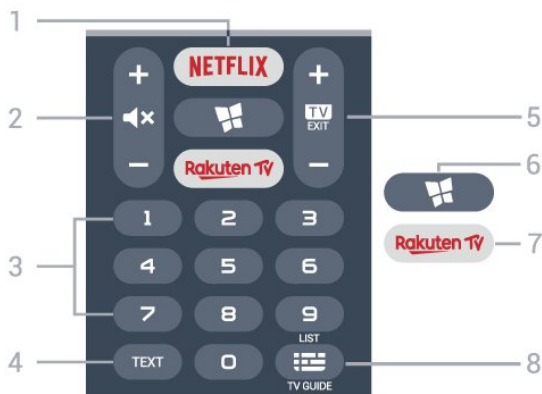 1
NETFLIX
+ +
2
TV
EXIT
5
- -
6
Rakuten TV
Rakuten TV
7
1 2 3
3
4 5 6
7 8 9
LIST
4
TEXT 0
8
TV GUIDE